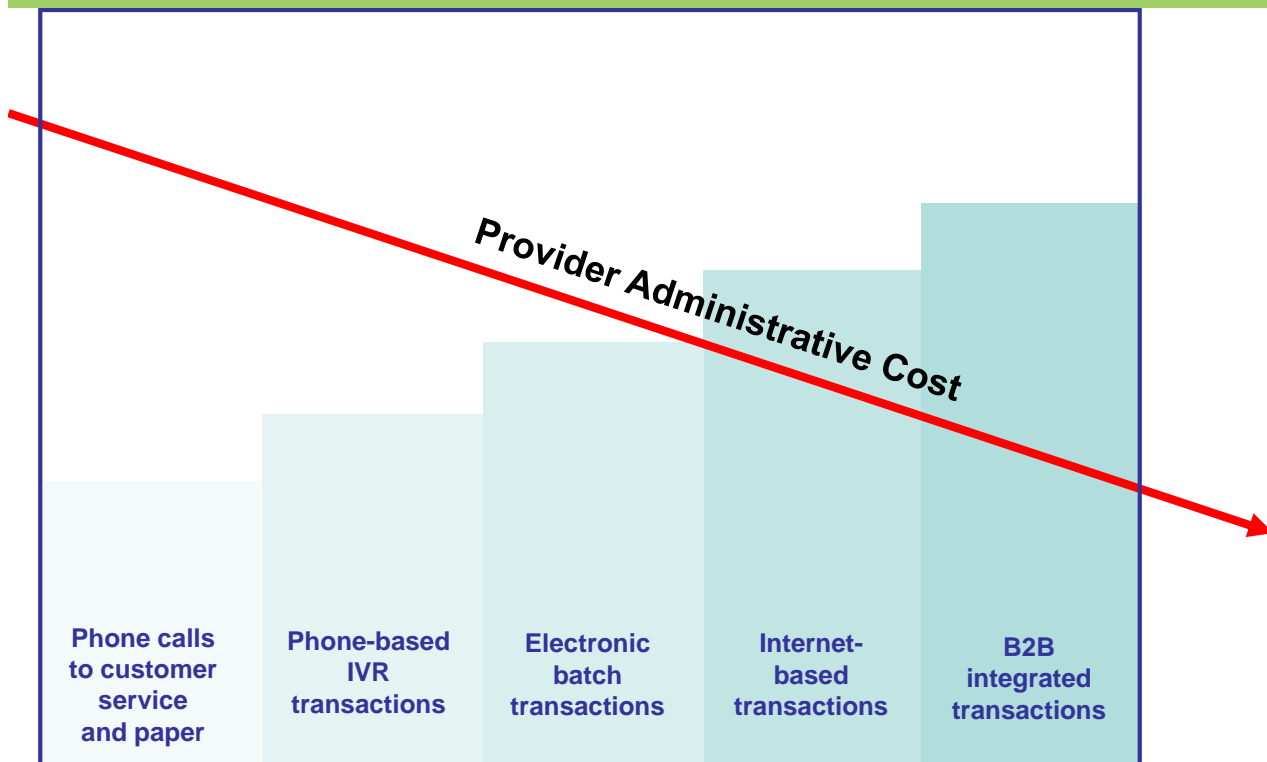 Provider Administrative Cost
Phone calls
to customer
service
and paper
Phone-based
IVR
transactions
Electronic
batch
transactions
Internet-
based
transactions
B2B
integrated
transactions